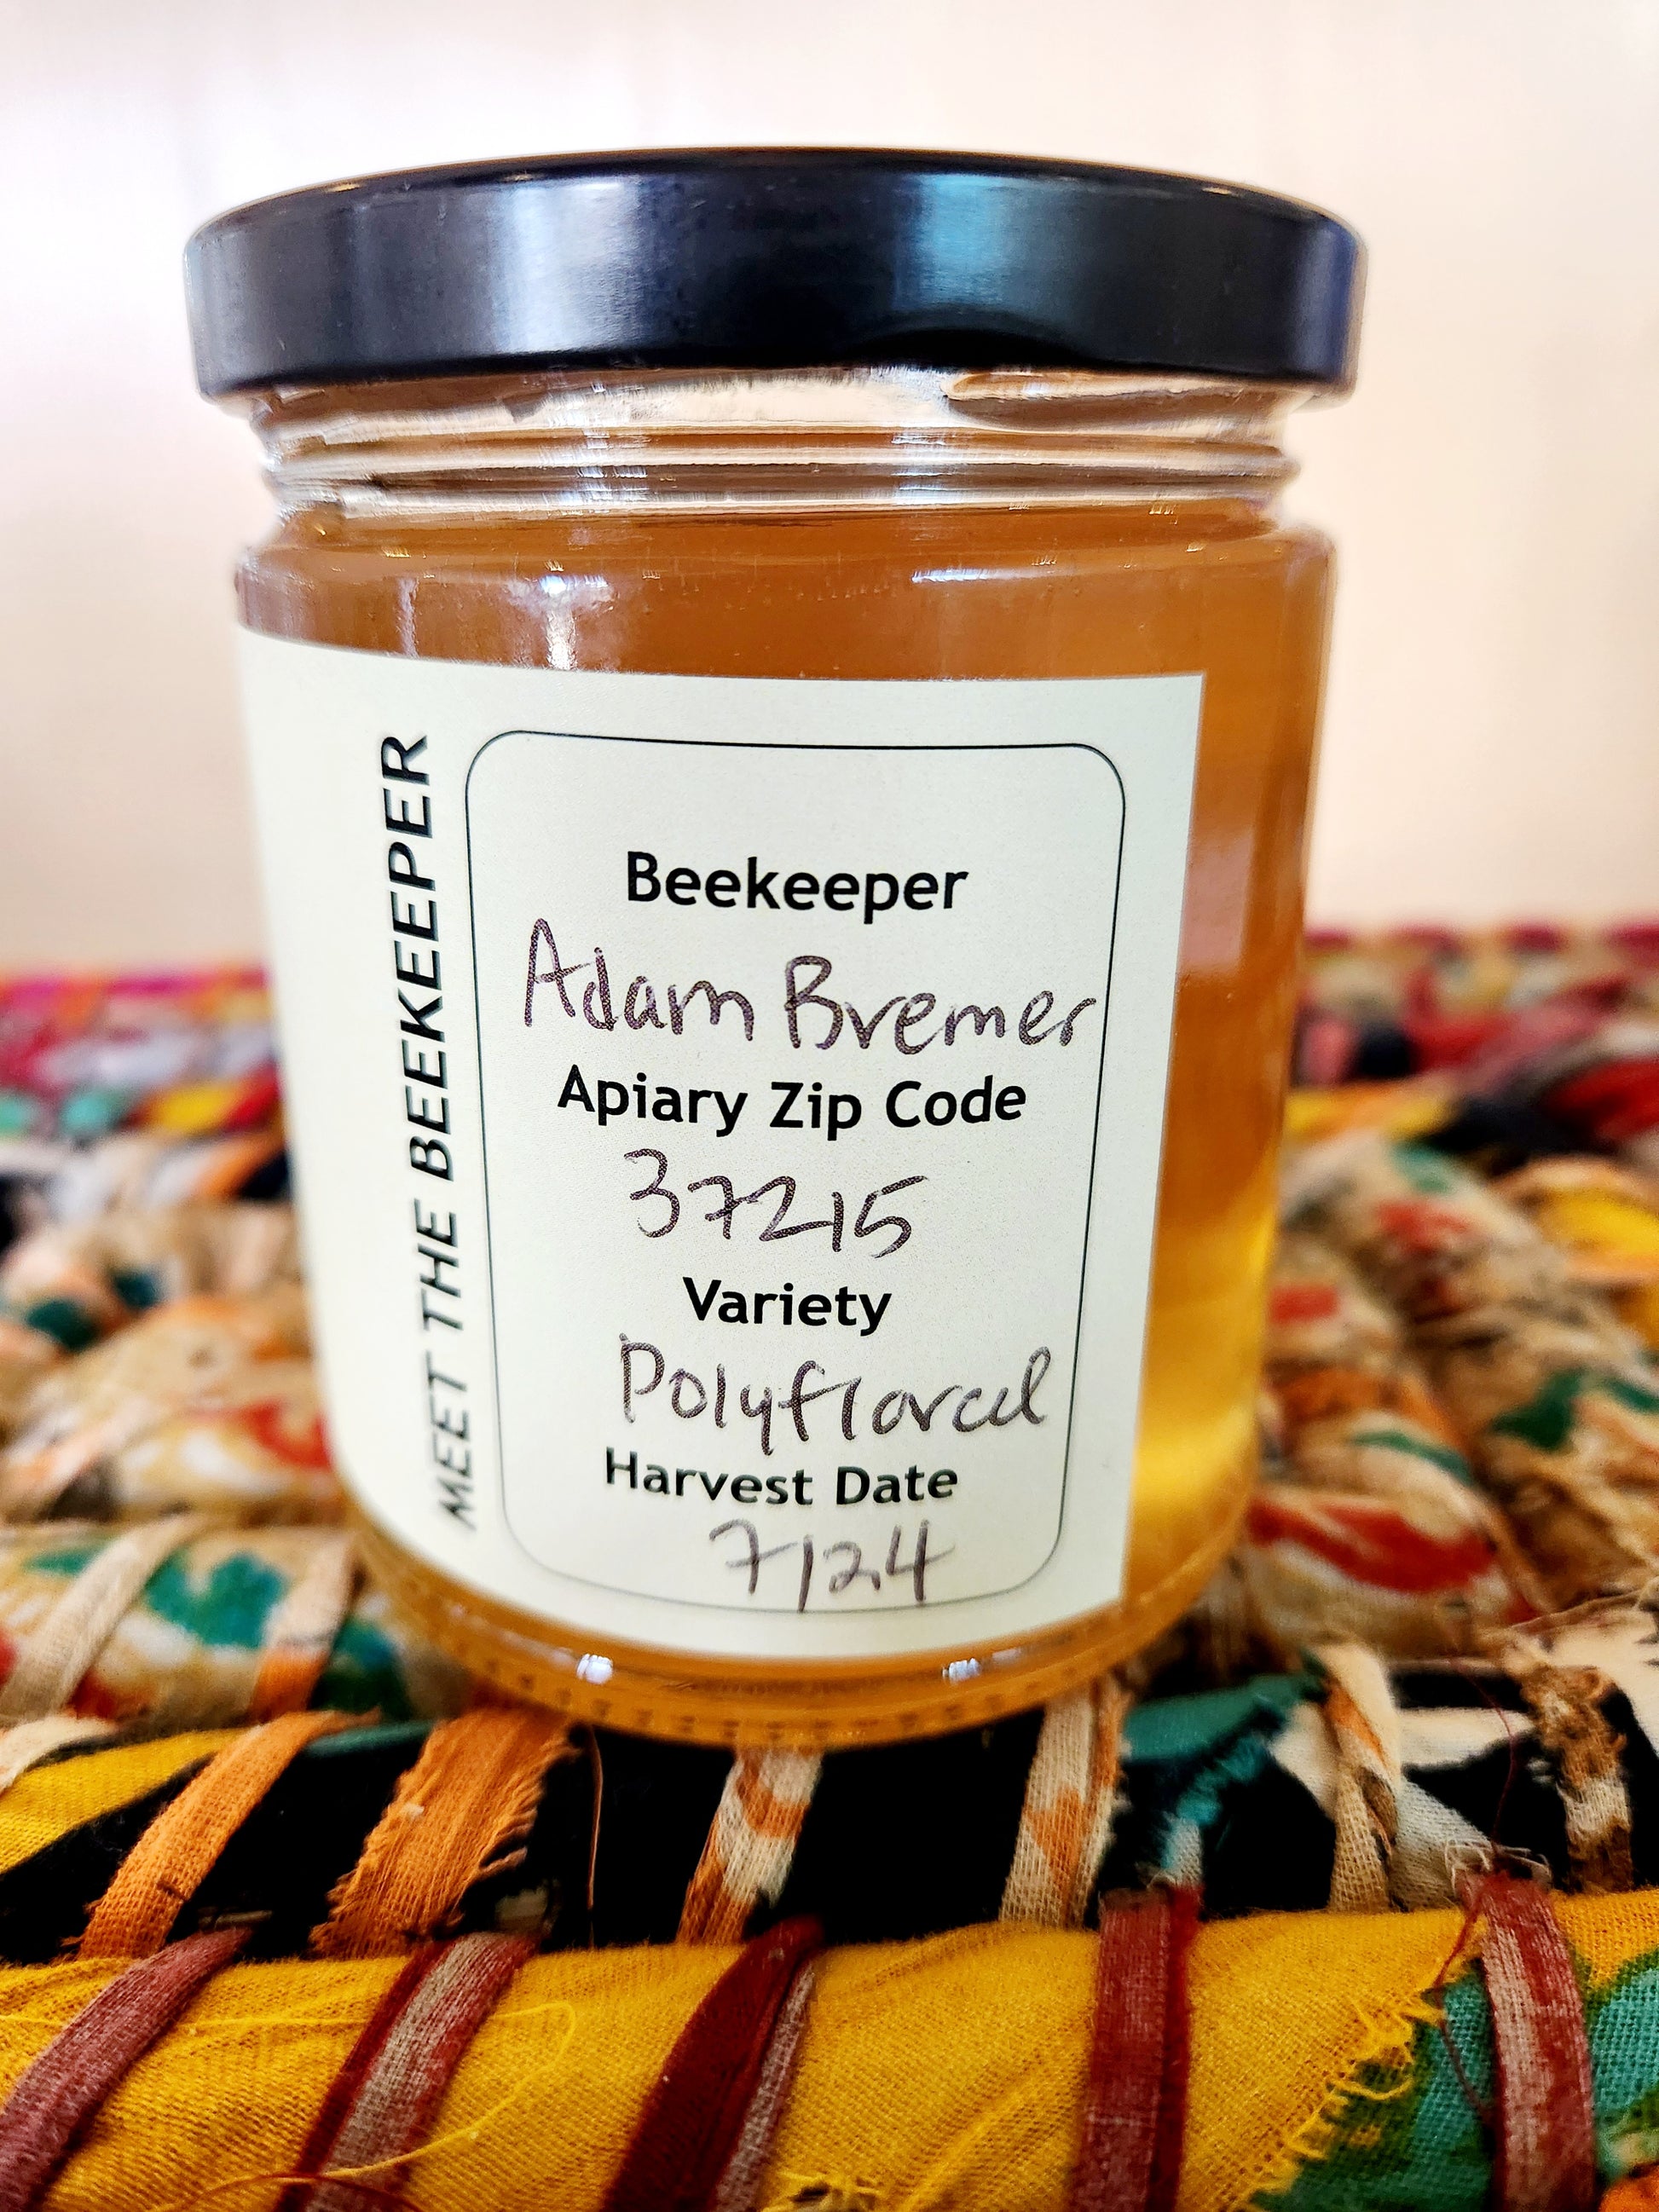 MEET THE BEEKEEPER
Beekeeper
Adam Bremer
Apiary Zip Code
37215
Variety
Polyfloral
Harvest Date
7/24